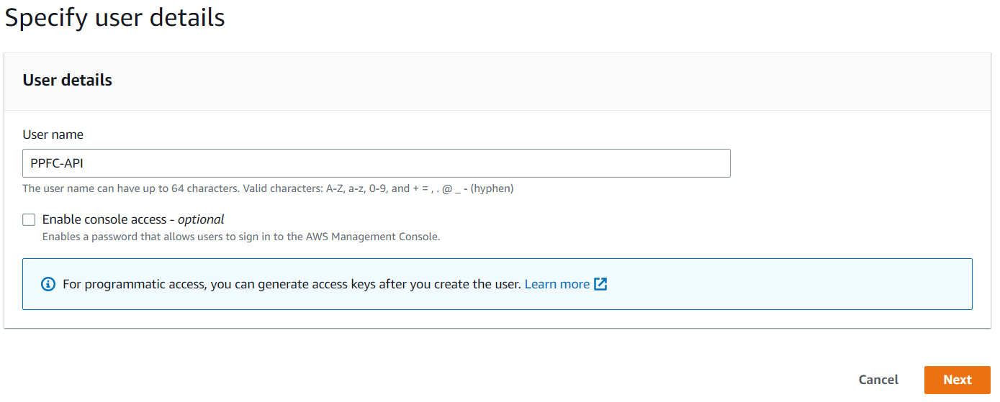 Specify user details
User details
User name
PPFC-API
The user name can have up to 64 characters. Valid characters: A-Z, a-z, 0-9, and + = , . @ _ - (hyphen)
Enable console access - optional
Enables a password that allows users to sign in to the AWS Management Console.
For programmatic access, you can generate access keys after you create the user. Learn more
Cancel
Next